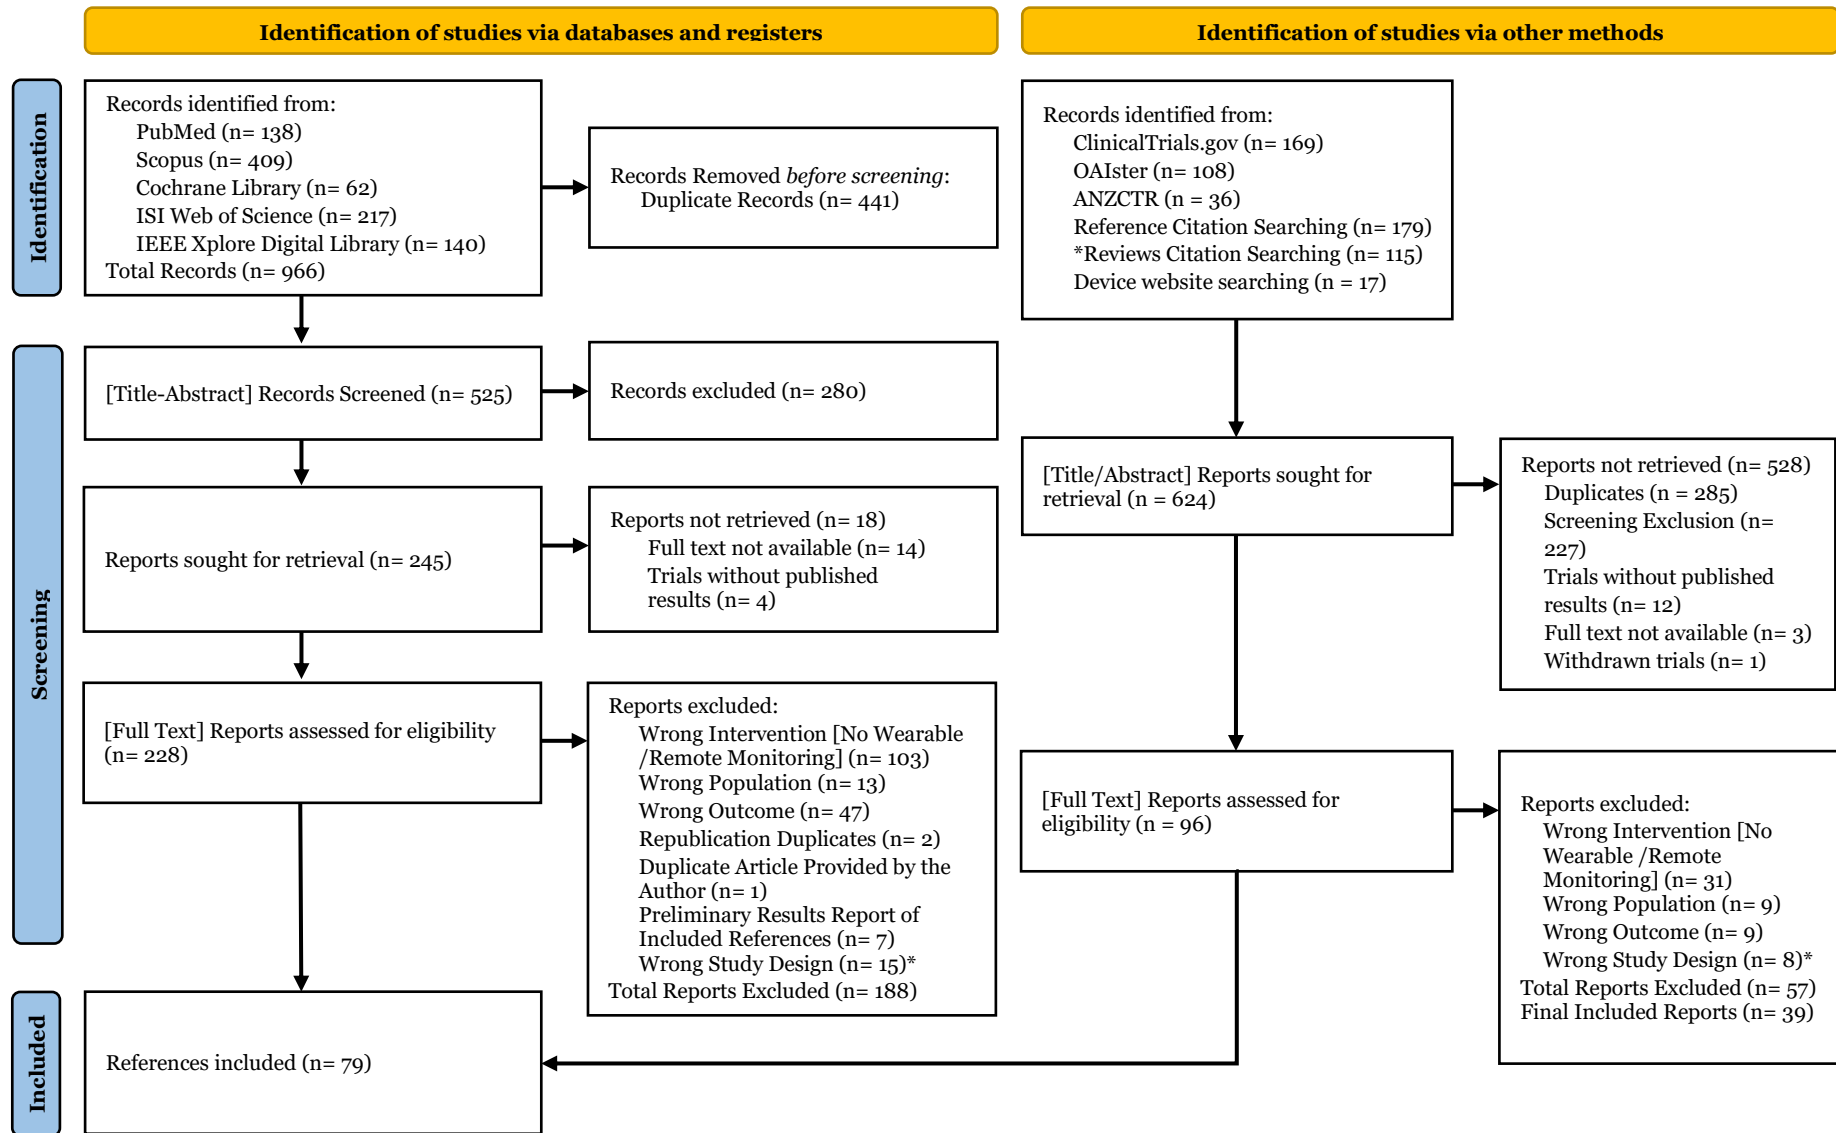 Identification of studies via databases and registers
Identification of studies via other methods
Identification
Records identified from:
PubMed (n= 138)
Scopus (n= 409)
Cochrane Library (n= 62)
ISI Web of Science (n= 217)
IEEE Xplore Digital Library (n= 140)
Total Records (n= 966)
Records Removed before screening:
Duplicate Records (n= 441)
Records identified from:
ClinicalTrials.gov (n= 169)
OAIster (n= 108)
ANZCTR (n = 36)
Reference Citation Searching (n= 179)
*Reviews Citation Searching (n= 115)
Device website searching (n = 17)
Screening
[Title-Abstract] Records Screened (n= 525)
Records excluded (n= 280)
Reports sought for retrieval (n= 245)
Reports not retrieved (n= 18)
Full text not available (n= 14)
Trials without published
results (n= 4)
[Title/Abstract] Reports sought for
retrieval (n= 624)
Reports not retrieved (n= 528)
Duplicates (n = 285)
Screening Exclusion (n=
227)
Trials without published
results (n= 12)
Full text not available (n= 3)
Withdrawn trials (n= 1)
[Full Text] Reports assessed for eligibility
(n= 228)
Reports excluded:
Wrong Intervention [No Wearable
/Remote Monitoring] (n= 103)
Wrong Population (n= 13)
Wrong Outcome (n= 47)
Republication Duplicates (n= 2)
Duplicate Article Provided by the
Author (n= 1)
Preliminary Results Report of
Included References (n= 7)
Wrong Study Design (n= 15)*
Total Reports Excluded (n= 188)
[Full Text] Reports assessed for
eligibility (n= 96)
Reports excluded:
Wrong Intervention [No
Wearable /Remote
Monitoring] (n= 31)
Wrong Population (n= 9)
Wrong Outcome (n= 9)
Wrong Study Design (n= 8)*
Total Reports Excluded (n= 57)
Final Included Reports (n= 39)
Included
References included (n= 79)